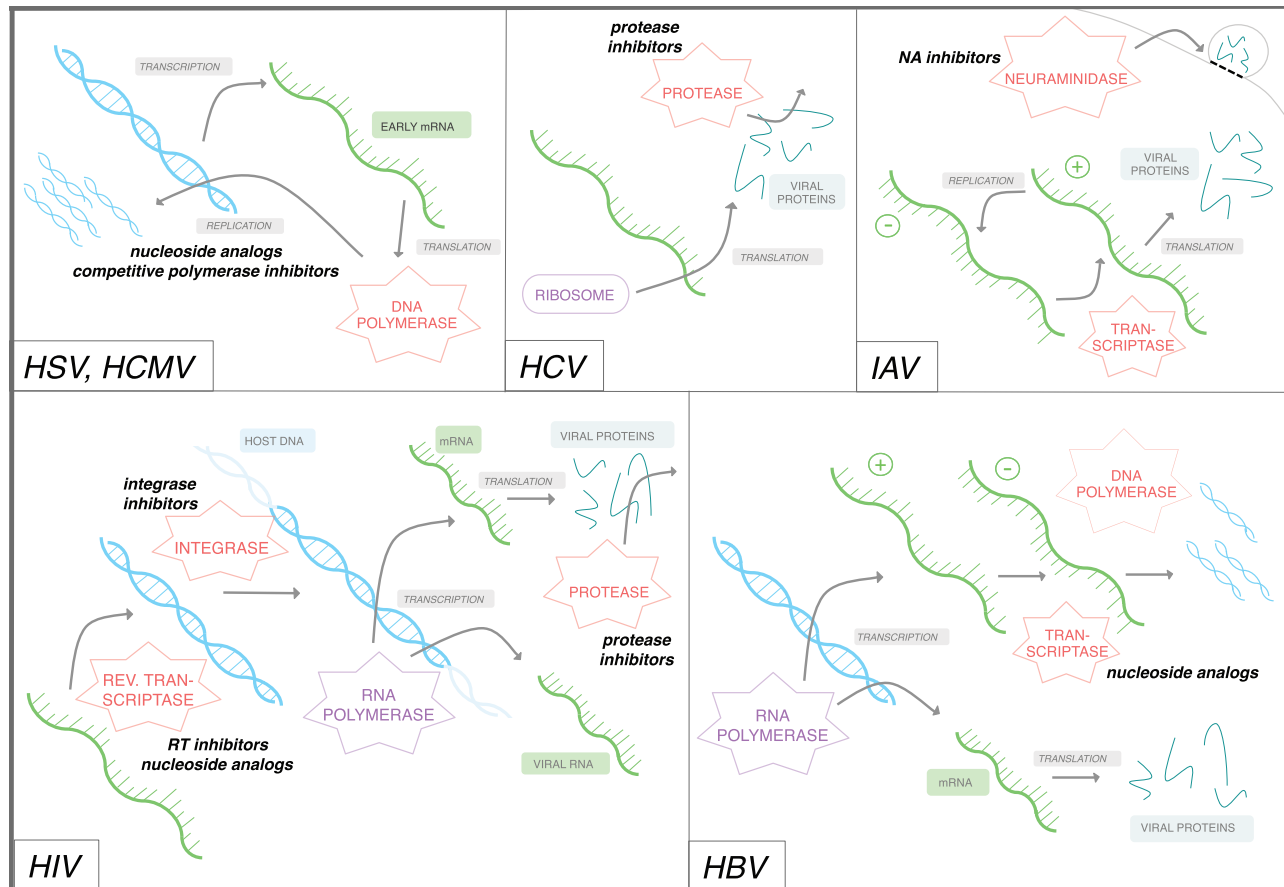 TRANSCRIPTION
EARLY mRNA
REPLICATION
nucleoside analogs
competitive polymerase inhibitors
TRANSLATION
DNA
POLYMERASE
HSV, HCMV
protease
inhibitors
PROTEASE
VIRAL
PROTEINS
TRANSLATION
RIBOSOME
HCV
NA inhibitors
NEURAMINIDASE
+
VIRAL
PROTEINS
REPLICATION
-
TRANSLATION
TRAN-
SCRIPTASE
IAV
HOST DNA
mRNA
VIRAL PROTEINS
TRANSLATION
integrase
inhibitors
INTEGRASE
PROTEASE
TRANSCRIPTION
protease
inhibitors
REV. TRAN-
SCRIPTASE
RNA
POLYMERASE
RT inhibitors
nucleoside analogs
VIRAL RNA
HIV
+
-
DNA
POLYMERASE
TRANSCRIPTION
TRAN-
SCRIPTASE
nucleoside analogs
RNA
POLYMERASE
TRANSLATION
mRNA
VIRAL PROTEINS
HBV